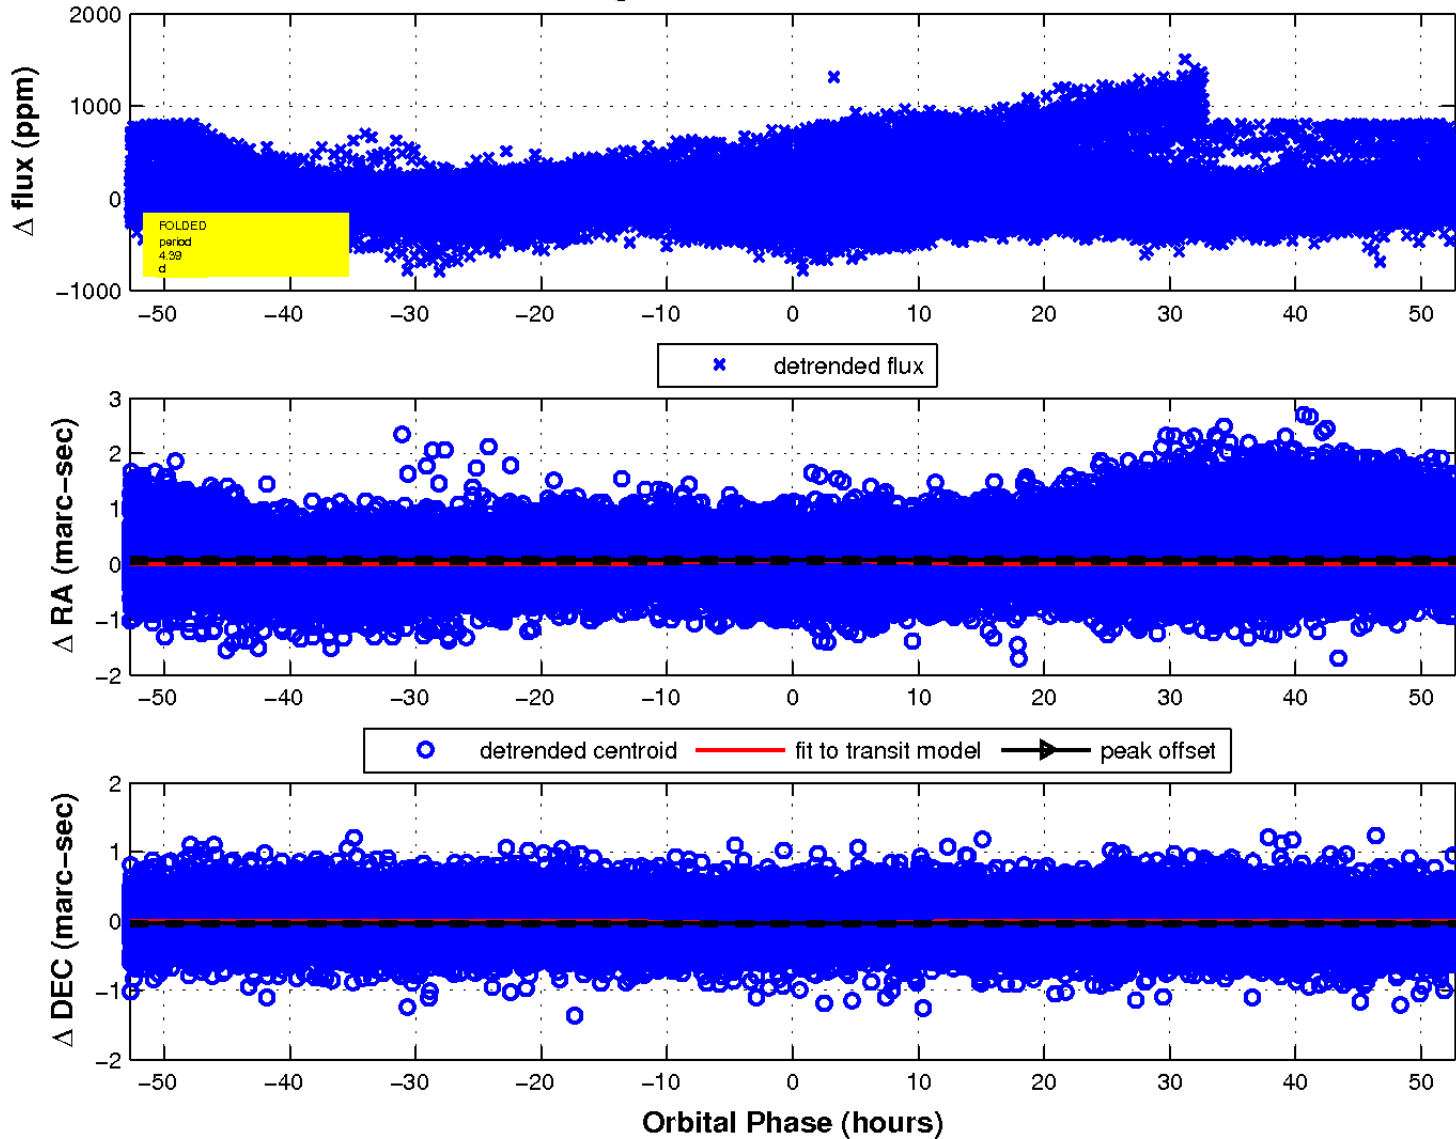 2000
1000
0
−1000
Δ flux (ppm)
FOLDED
period
4.39
d
−50 −40 −30 −20 −10 0 10 20 30 40 50
detrended flux
3
2
1
0
−1
−2
Δ RA (marc−sec)
−50 −40 −30 −20 −10 0 10 20 30 40 50
detrended centroid fit to transit model peak offset
2
1
0
−1
−2
Δ DEC (marc−sec)
−50 −40 −30 −20 −10 0 10 20 30 40 50
Orbital Phase (hours)